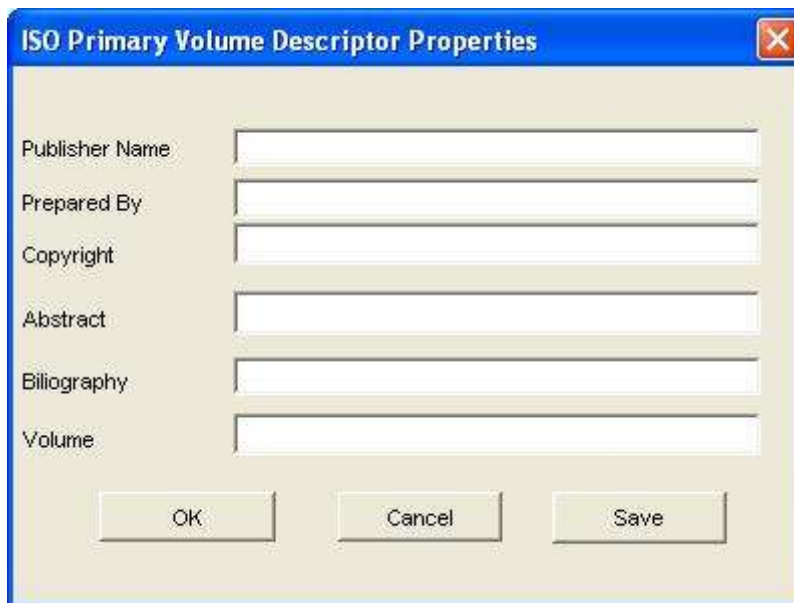 ISO Primary Volume Descriptor Properties
Publisher Name
Prepared By
Copyright
Abstract
Biliography
Volume
OK Cancel Save